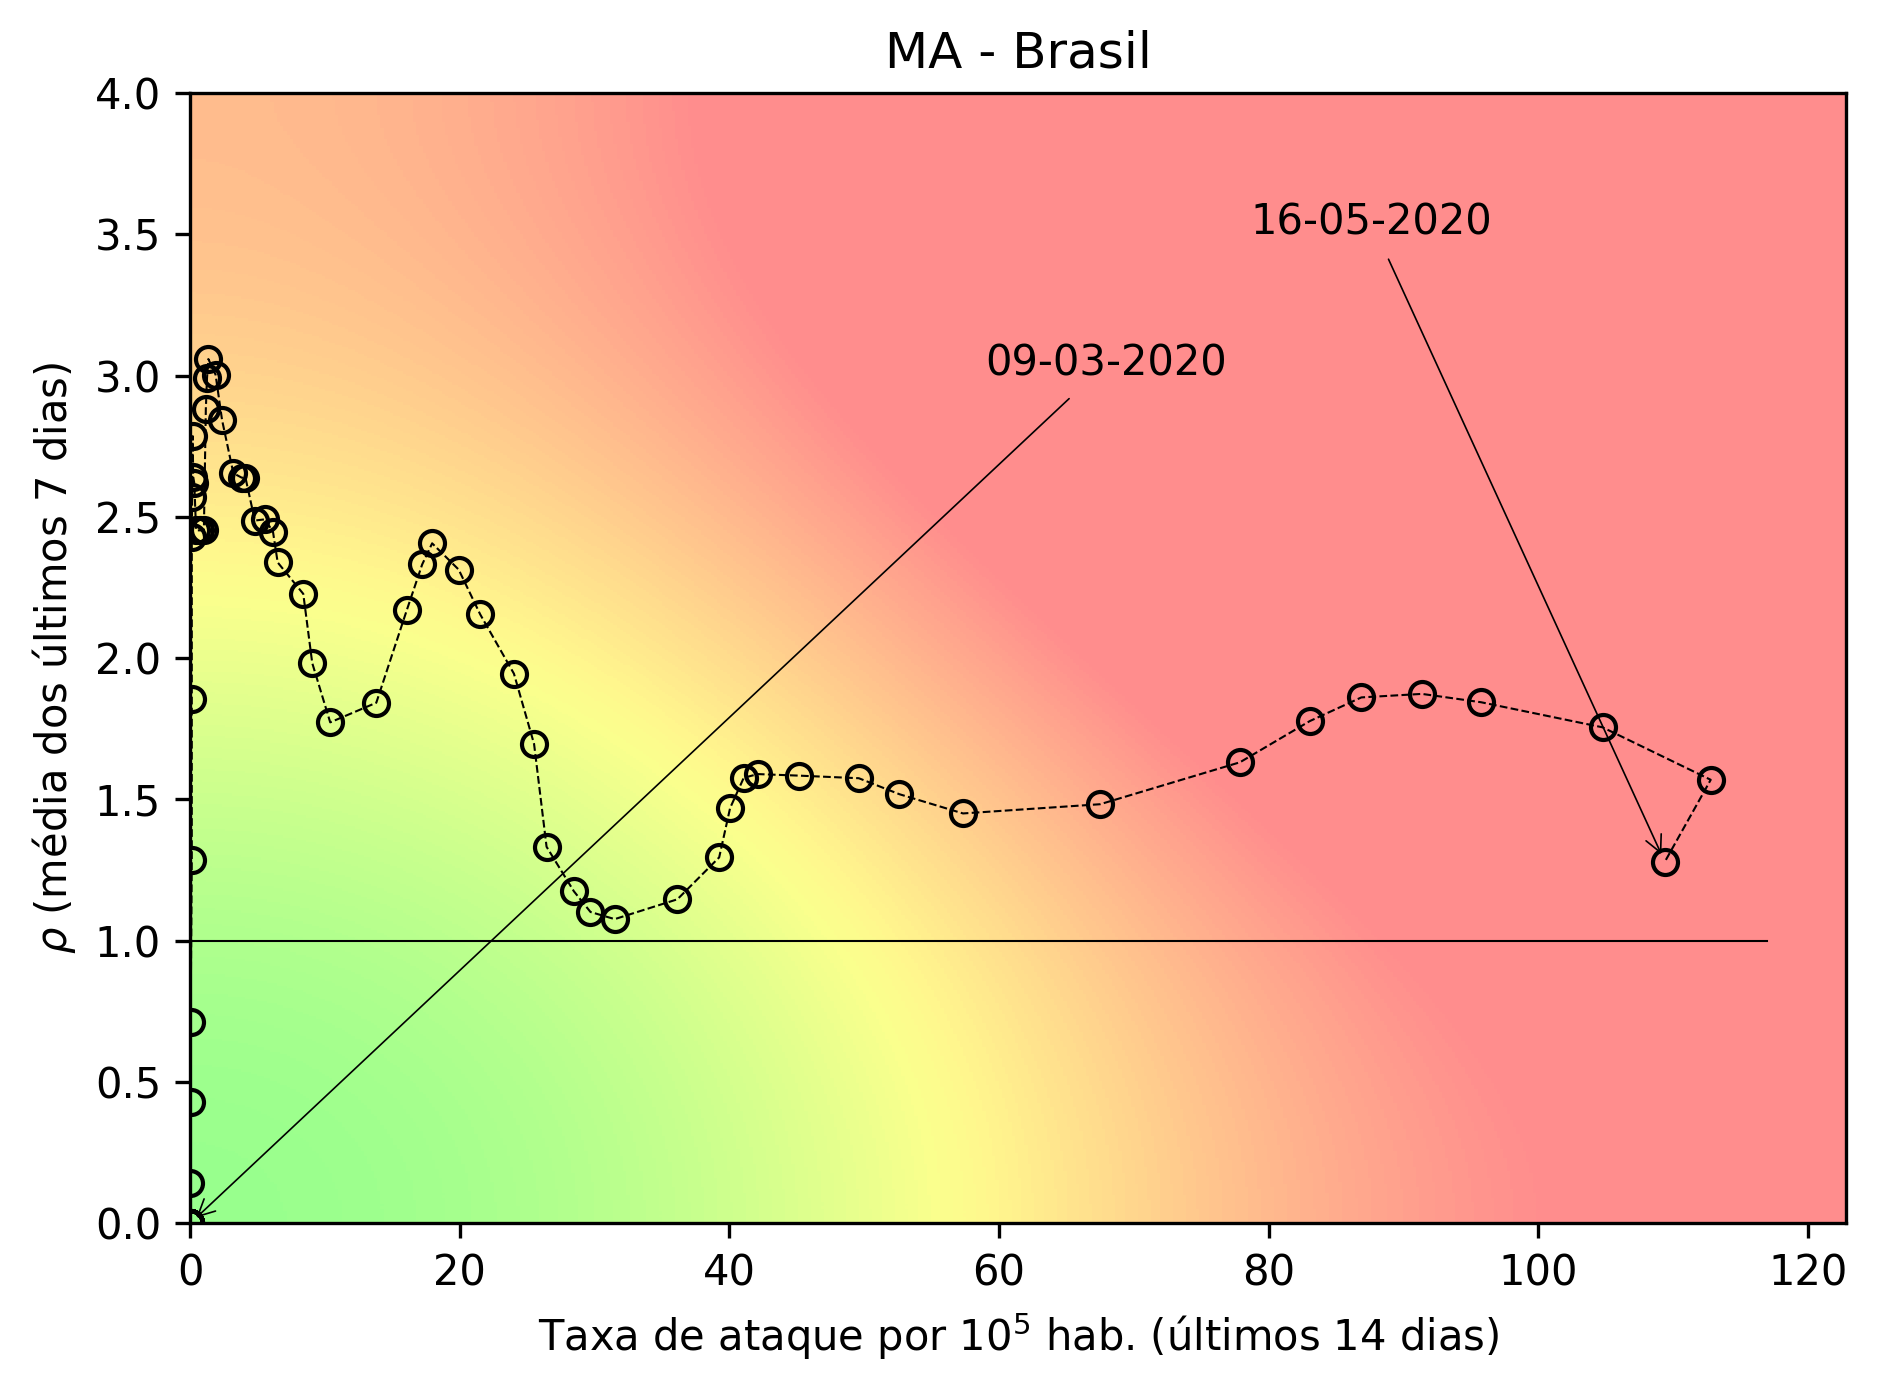 MA - Brasil
4.0
3.5
3.0
2.5
2.0
1.5
1.0
0.5
0.0
ρ (média dos últimos 7 dias)
16-05-2020
09-03-2020
0 20 40 60 80 100 120
Taxa de ataque por 10⁵ hab. (últimos 14 dias)